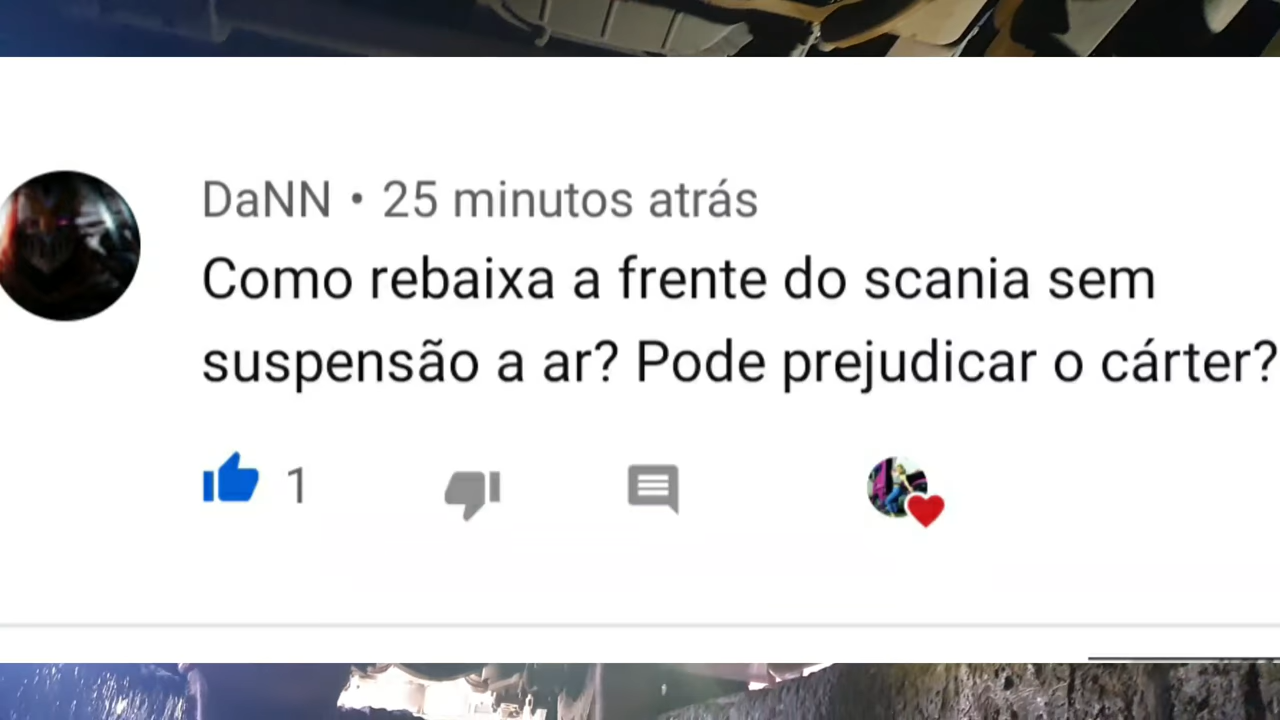 DaNN • 25 minutos atrás
Como rebaixa a frente do scania sem
suspensão a ar? Pode prejudicar o cárter?
1